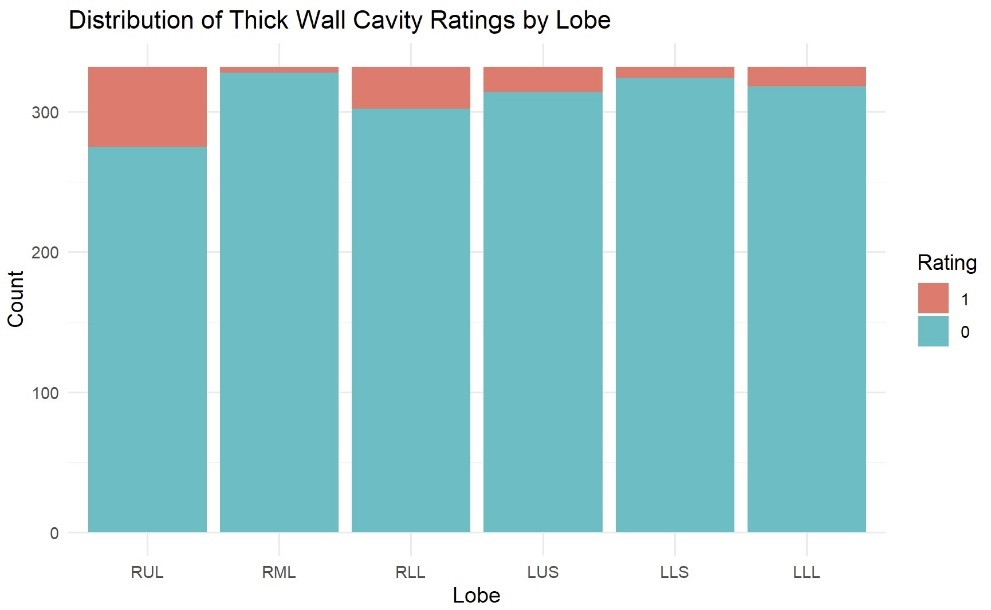 Distribution of Thick Wall Cavity Ratings by Lobe
Count
300
200
100
0
RUL RML RLL LUS LLS LLL
Lobe
Rating
1
0